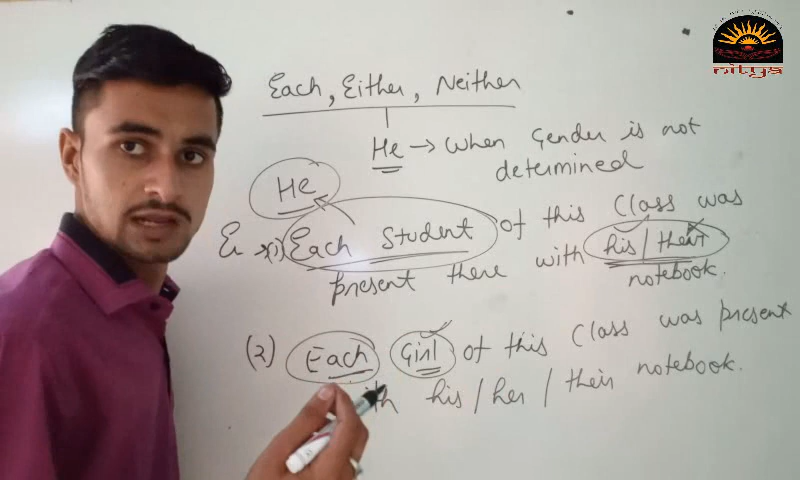 nitya
Each, Either, Neither
He → When Gender is not
determined
He
Ex 1) Each Student of this Class was
present there with his / their
notebook.
(2) Each Girl of this Class was present
with his / her / their notebook.